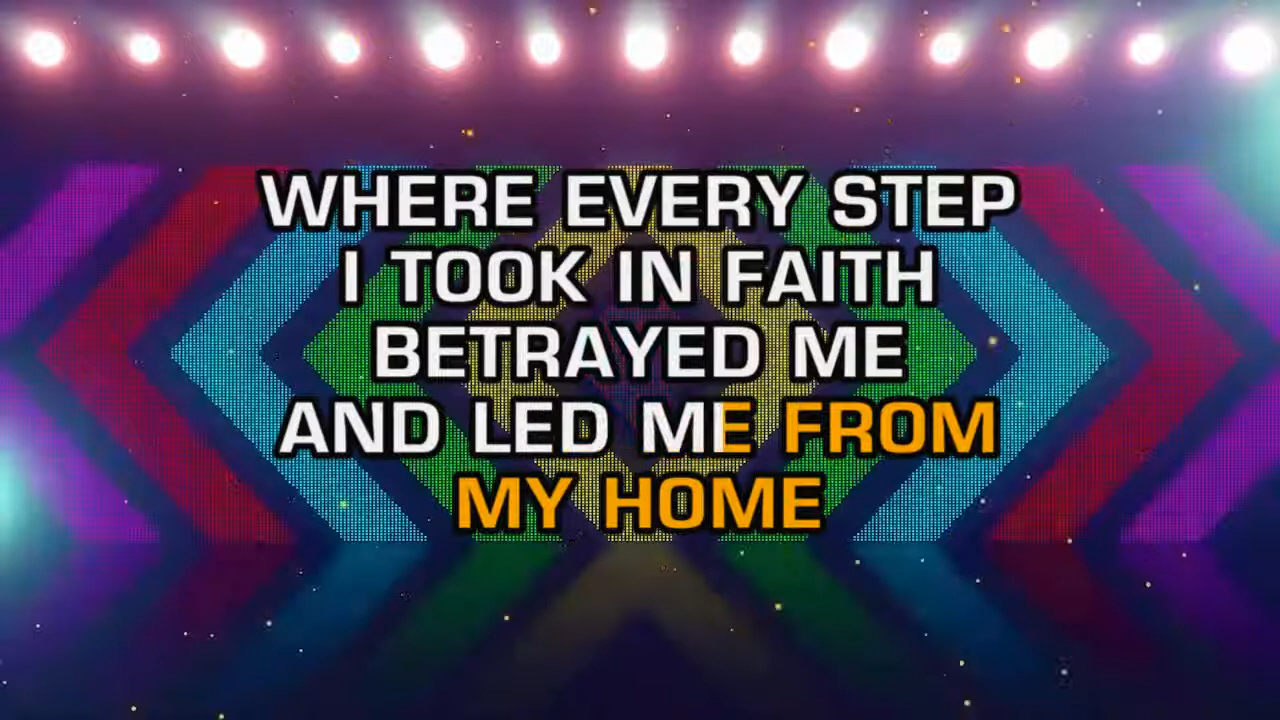 WHERE EVERY STEP
I TOOK IN FAITH
BETRAYED ME
AND LED ME FROM
MY HOME